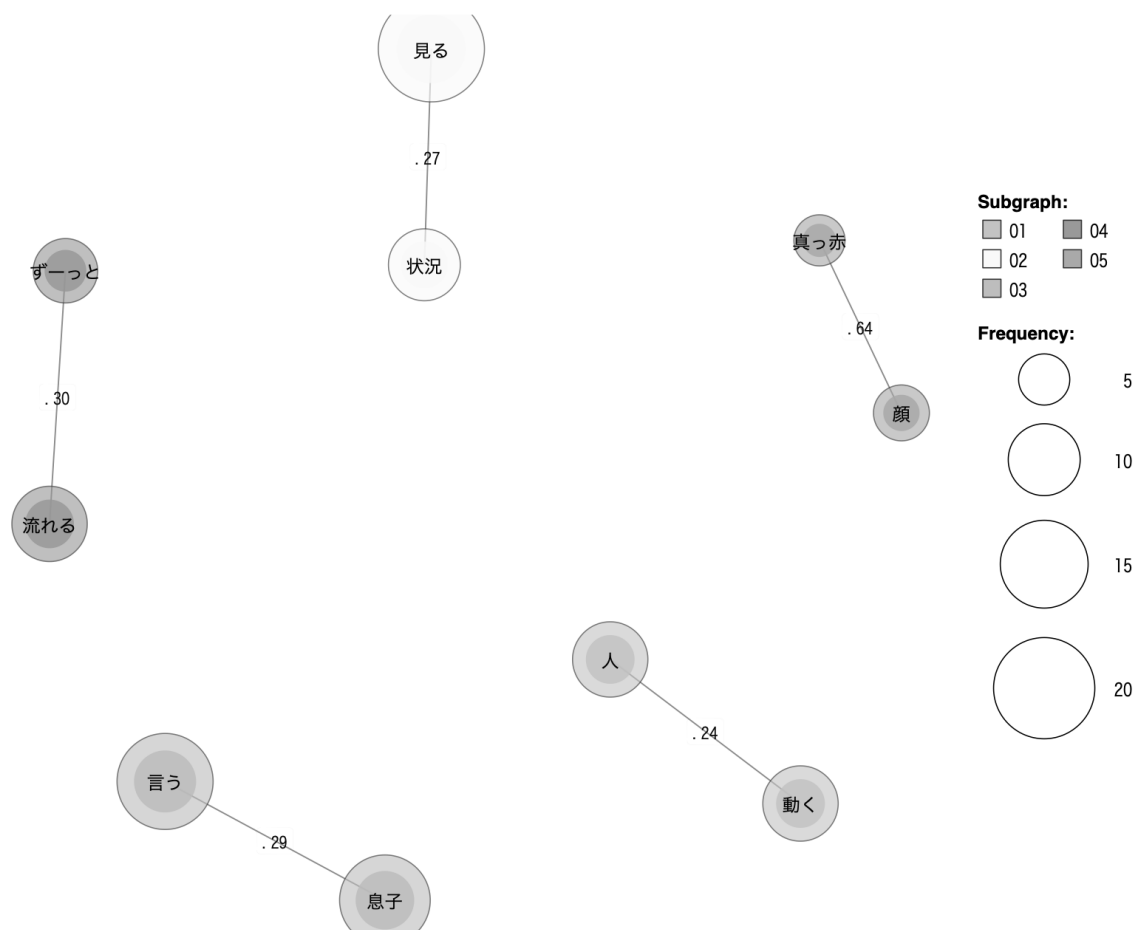 見る
.27
状況
ずーっと
.30
流れる
真っ赤
.64
顔
人
.24
動く
言う
.29
息子
Subgraph:
01 04
02 05
03
Frequency:
5
10
15
20